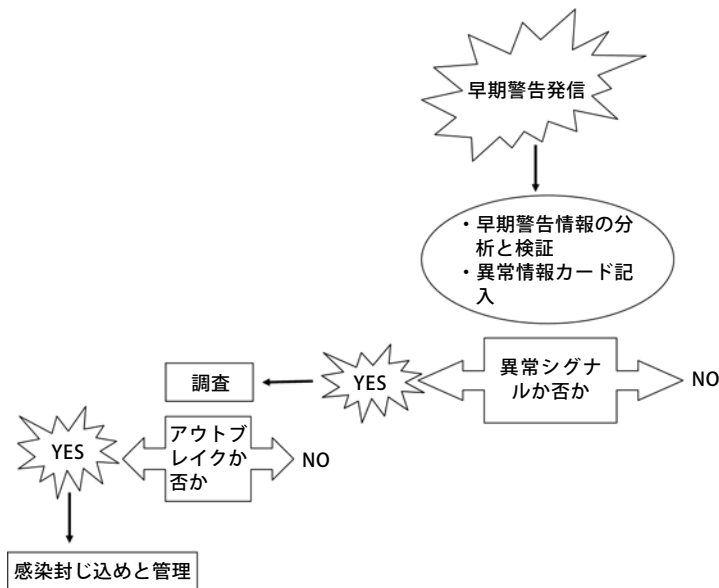 早期警告発信
・早期警告情報の分
析と検証
・異常情報カード記
入
異常シグナ
ルか否か
NO
YES
調査
アウトブ
レイクか
否か
NO
YES
感染封じ込めと管理